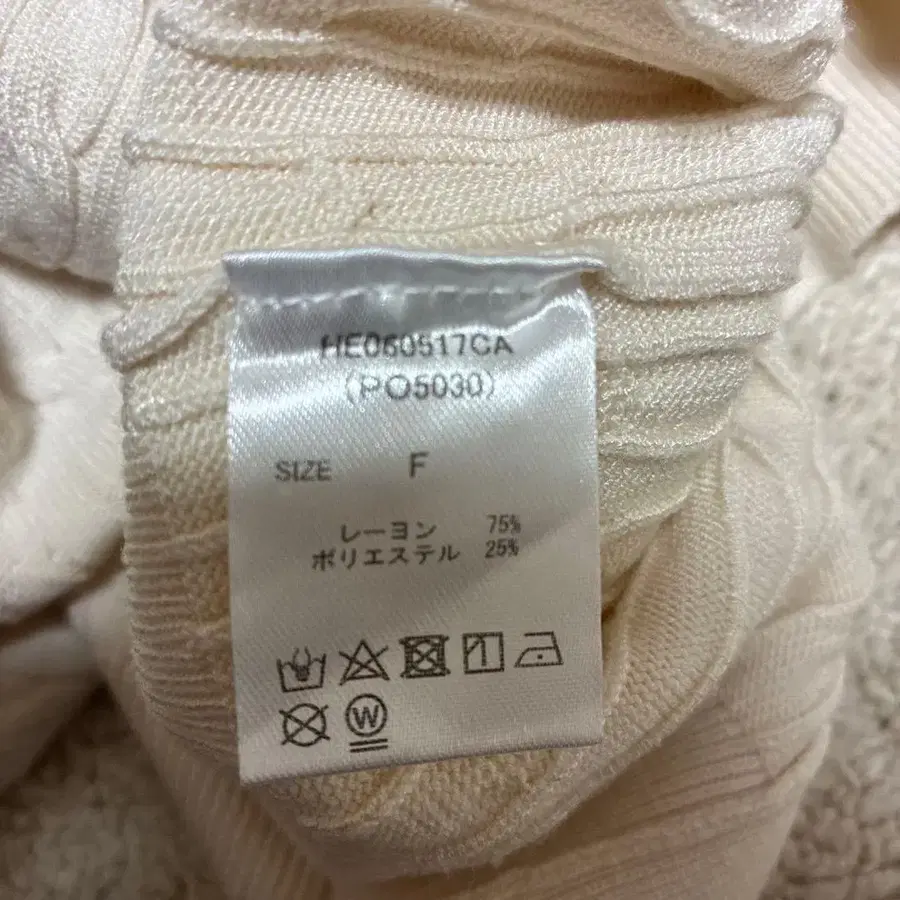 HE060517CA
(PO5030)
SIZE F
レーヨン 75%
ポリエステル 25%
W